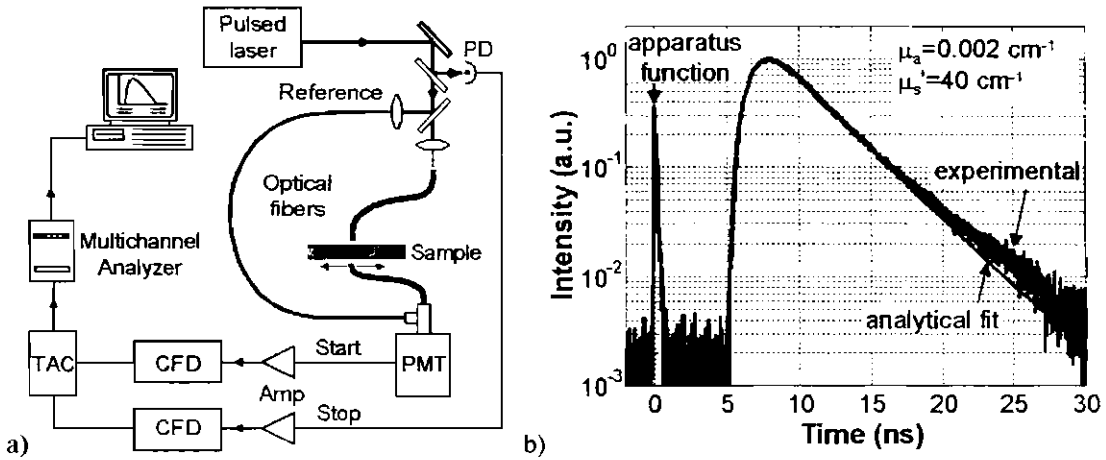 Pulsed
laser
PD
Reference
Optical
fibers
Sample
Multichannel
Analyzer
TAC
CFD
Start
PMT
Amp
CFD
Stop
a)
apparatus
function
μa=0.002 cm-1
μs'=40 cm-1
experimental
analytical fit
Intensity (a.u.)
10^0
10^-1
10^-2
10^-3
0 5 10 15 20 25 30
Time (ns)
b)